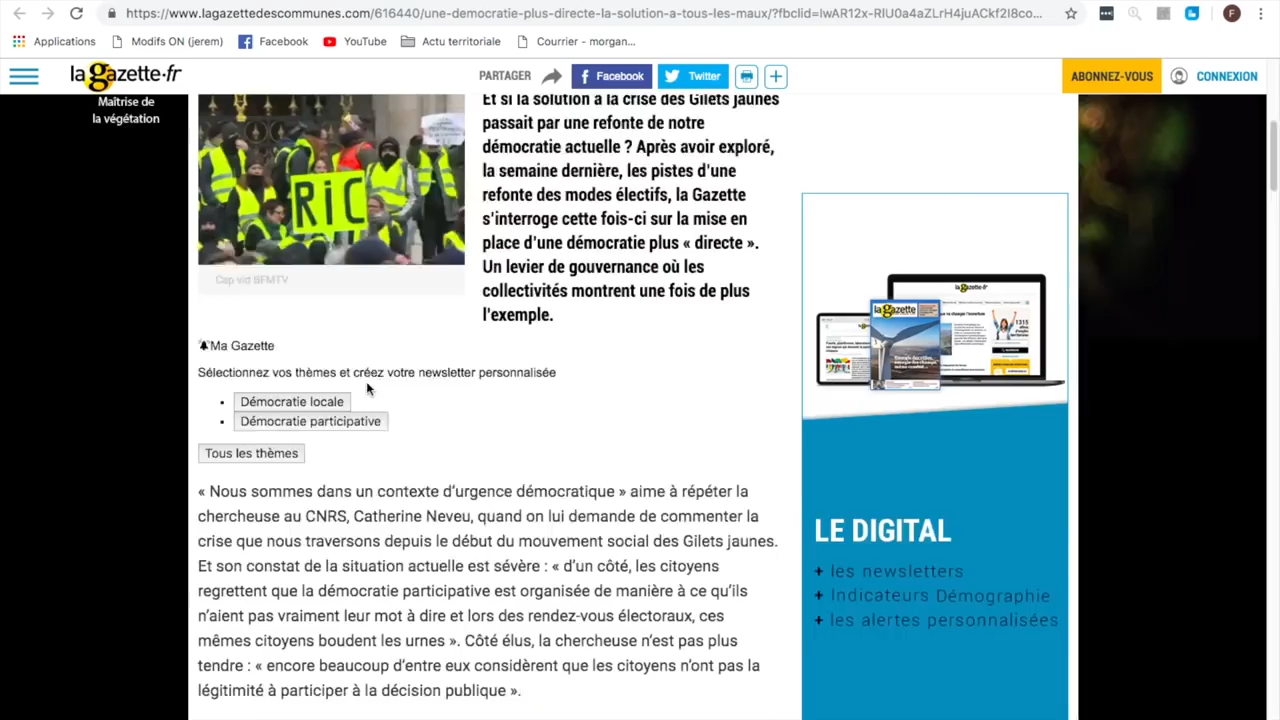 https://www.lagazettedescommunes.com/616440/une-democratie-plus-directe-la-solution-a-tous-les-maux/?fbclid=IwAR12x-RlU0a4aZLrH4juACkf2I8co...
F
Applications
Modifs ON (jerem)
Facebook
YouTube
Actu territoriale
Courrier - morgan...
la gazette.fr
PARTAGER
Facebook
Twitter
ABONNEZ-VOUS
CONNEXION
Maîtrise de
la végétation
RiC
Cap vid BFMTV
Et si la solution à la crise des Gilets jaunes
passait par une refonte de notre
démocratie actuelle ? Après avoir exploré,
la semaine dernière, les pistes d'une
refonte des modes électifs, la Gazette
s'interroge cette fois-ci sur la mise en
place d'une démocratie plus « directe ».
Un levier de gouvernance où les
collectivités montrent une fois de plus
l'exemple.
Ma Gazette
Sélectionnez vos thèmes et créez votre newsletter personnalisée
• Démocratie locale
• Démocratie participative
Tous les thèmes
« Nous sommes dans un contexte d'urgence démocratique » aime à répéter la
chercheuse au CNRS, Catherine Neveu, quand on lui demande de commenter la
crise que nous traversons depuis le début du mouvement social des Gilets jaunes.
Et son constat de la situation actuelle est sévère : « d'un côté, les citoyens
regrettent que la démocratie participative est organisée de manière à ce qu'ils
n'aient pas vraiment leur mot à dire et lors des rendez-vous électoraux, ces
mêmes citoyens boudent les urnes ». Côté élus, la chercheuse n'est pas plus
tendre : « encore beaucoup d'entre eux considèrent que les citoyens n'ont pas la
légitimité à participer à la décision publique ».
la gazette.fr
la gazette
1315
LE DIGITAL
+ les newsletters
+ Indicateurs Démographie
+ les alertes personnalisées